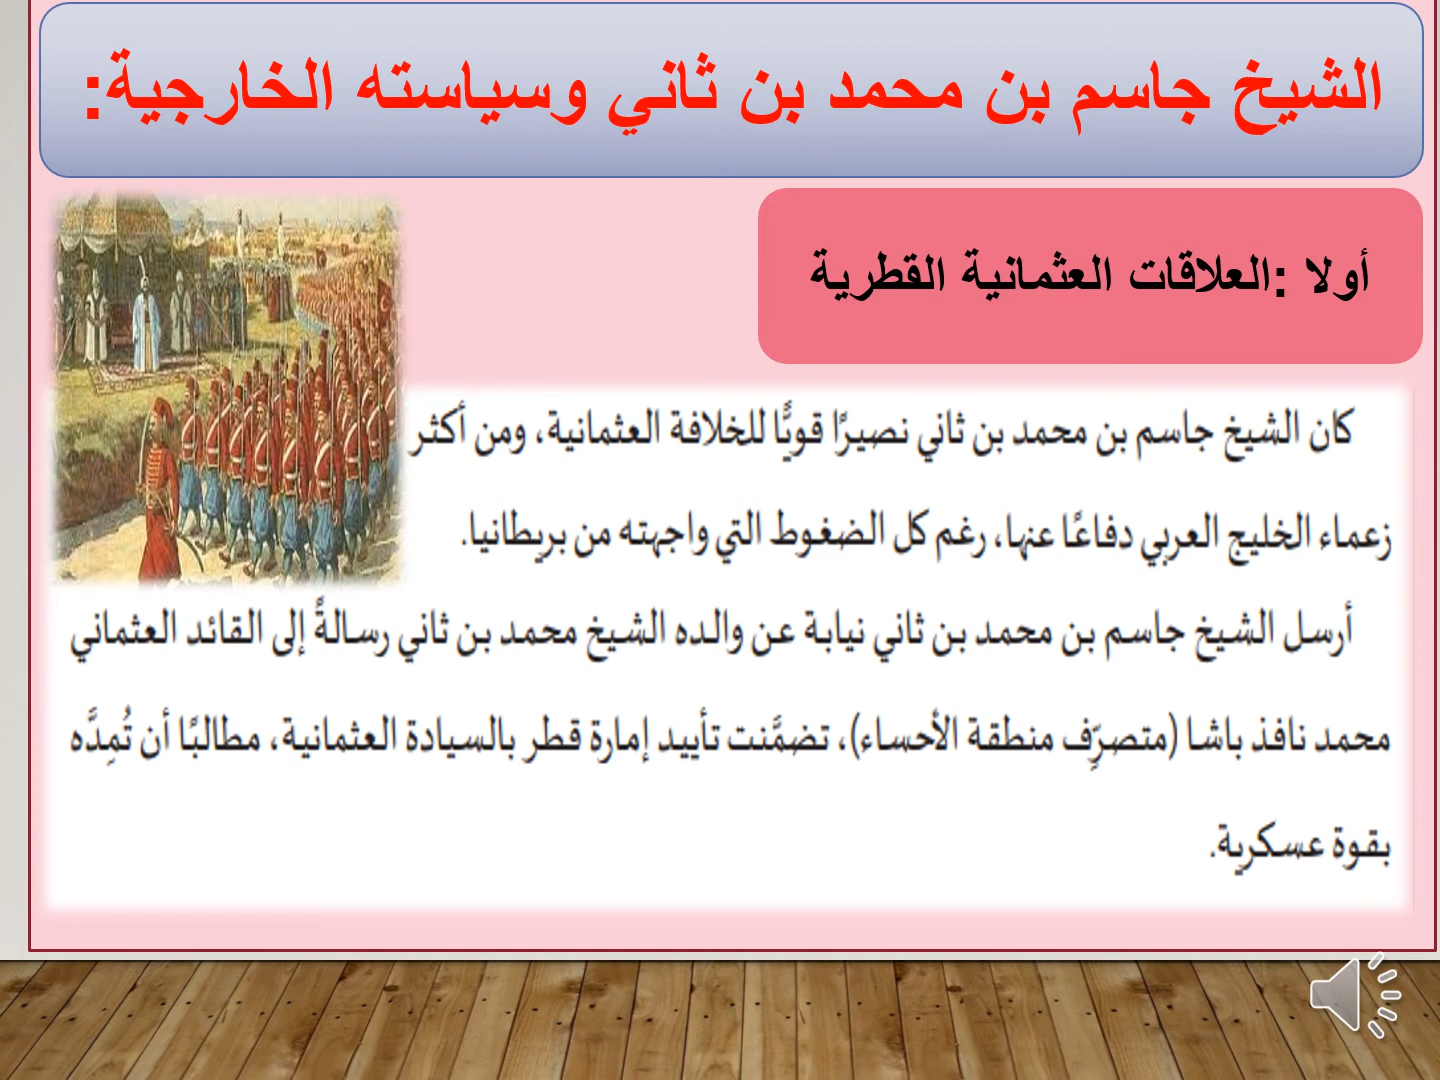 الشيخ جاسم بن محمد بن ثاني وسياسته الخارجية:
أولا :العلاقات العثمانية القطرية
كان الشيخ جاسم بن محمد بن ثاني نصيرًا قويًّا للخلافة العثمانية، ومن أكثر
زعماء الخليج العربي دفاعًا عنها، رغم كل الضغوط التي واجهته من بريطانيا.
أرسل الشيخ جاسم بن محمد بن ثاني نيابة عن والده الشيخ محمد بن ثاني رسالةً إلى القائد العثماني
محمد نافذ باشا (متصرِّف منطقة الأحساء)، تضمَّنت تأييد إمارة قطر بالسيادة العثمانية، مطالبًا أن تُمِدَّه
بقوة عسكرية.